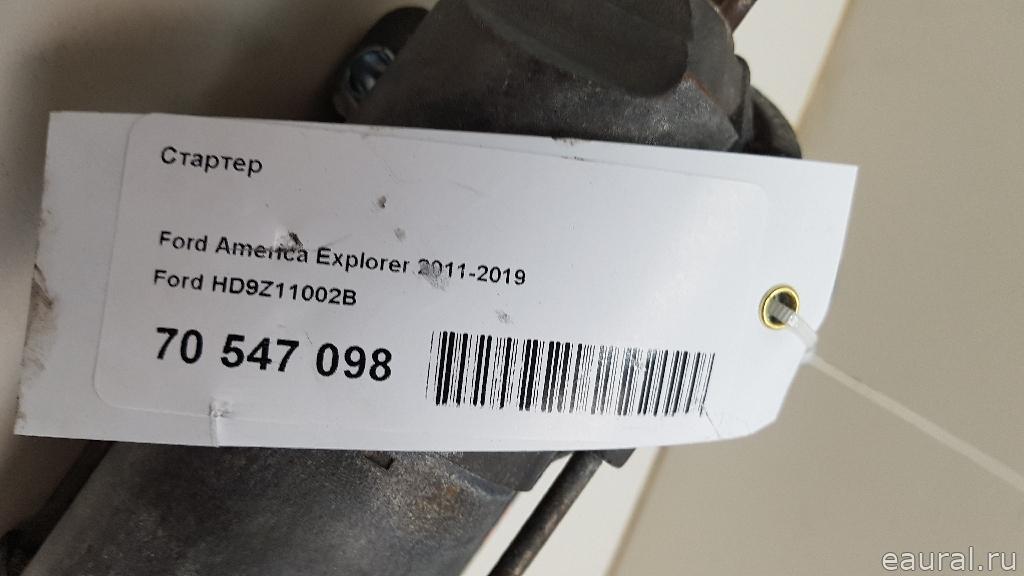 Стартер
Ford America Explorer 2011-2019
Ford HD9Z11002B
70 547 098
eaural.ru